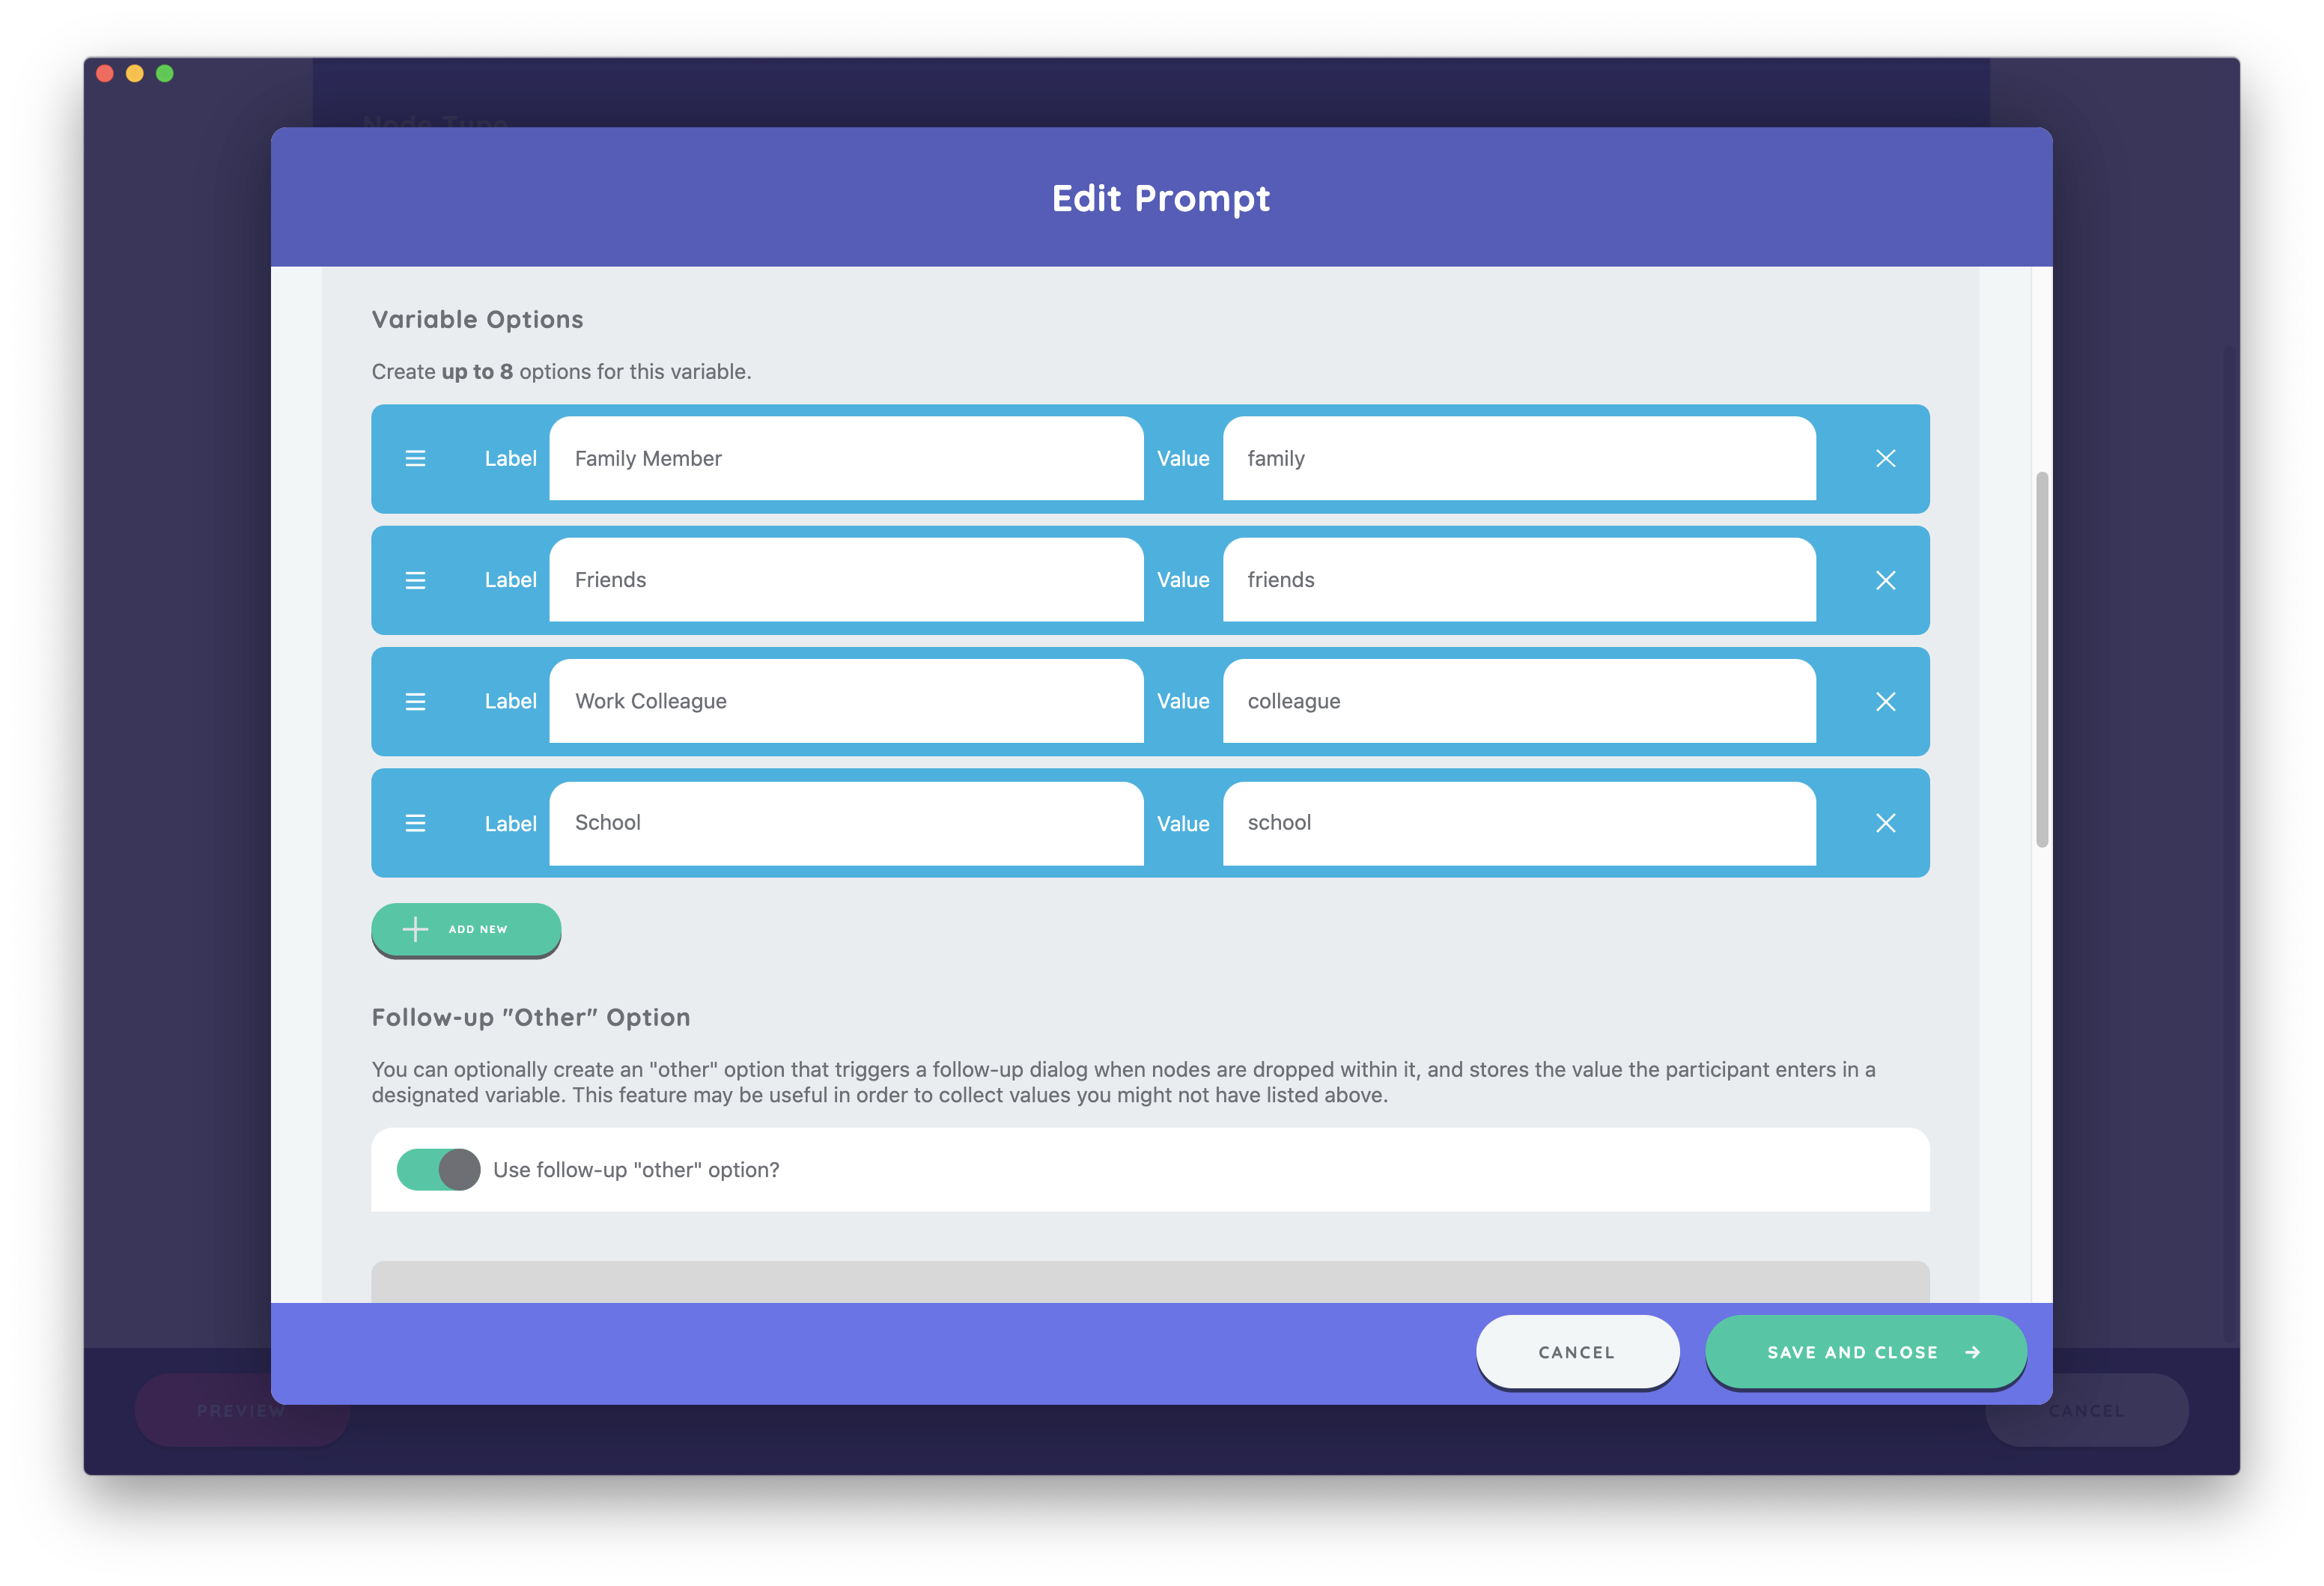 Node Type
Edit Prompt
Variable Options
Create up to 8 options for this variable.
Label Family Member Value family
Label Friends Value friends
Label Work Colleague Value colleague
Label School Value school
ADD NEW
Follow-up "Other" Option
You can optionally create an "other" option that triggers a follow-up dialog when nodes are dropped within it, and stores the value the participant enters in a
designated variable. This feature may be useful in order to collect values you might not have listed above.
Use follow-up "other" option?
CANCEL SAVE AND CLOSE
PREVIEW CANCEL